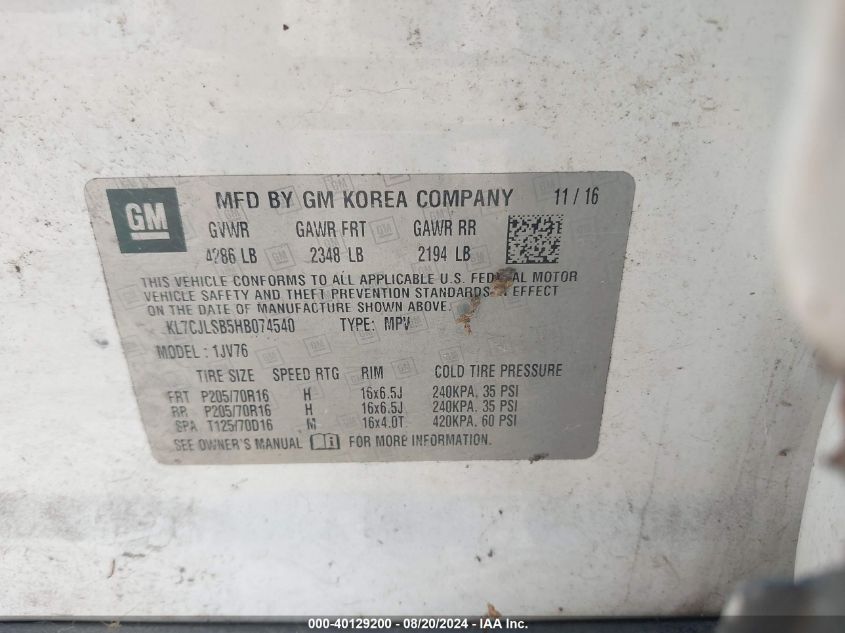 GM MFD BY GM KOREA COMPANY 11/16
GVWR GAWR FRT GAWR RR
4286 LB 2348 LB 2194 LB
THIS VEHICLE CONFORMS TO ALL APPLICABLE U.S. FEDERAL MOTOR
VEHICLE SAFETY AND THEFT PREVENTION STANDARDS IN EFFECT
ON THE DATE OF MANUFACTURE SHOWN ABOVE.
KL7CJLSB5HB074540 TYPE: MPV
MODEL: 1JV76
TIRE SIZE SPEED RTG RIM COLD TIRE PRESSURE
FRT P205/70R16 H 16x6.5J 240KPA, 35 PSI
RR P205/70R16 H 16x6.5J 240KPA, 35 PSI
SPA T125/70D16 M 16x4.0T 420KPA, 60 PSI
SEE OWNER'S MANUAL FOR MORE INFORMATION.
000-40129200 - 08/20/2024 - IAA Inc.